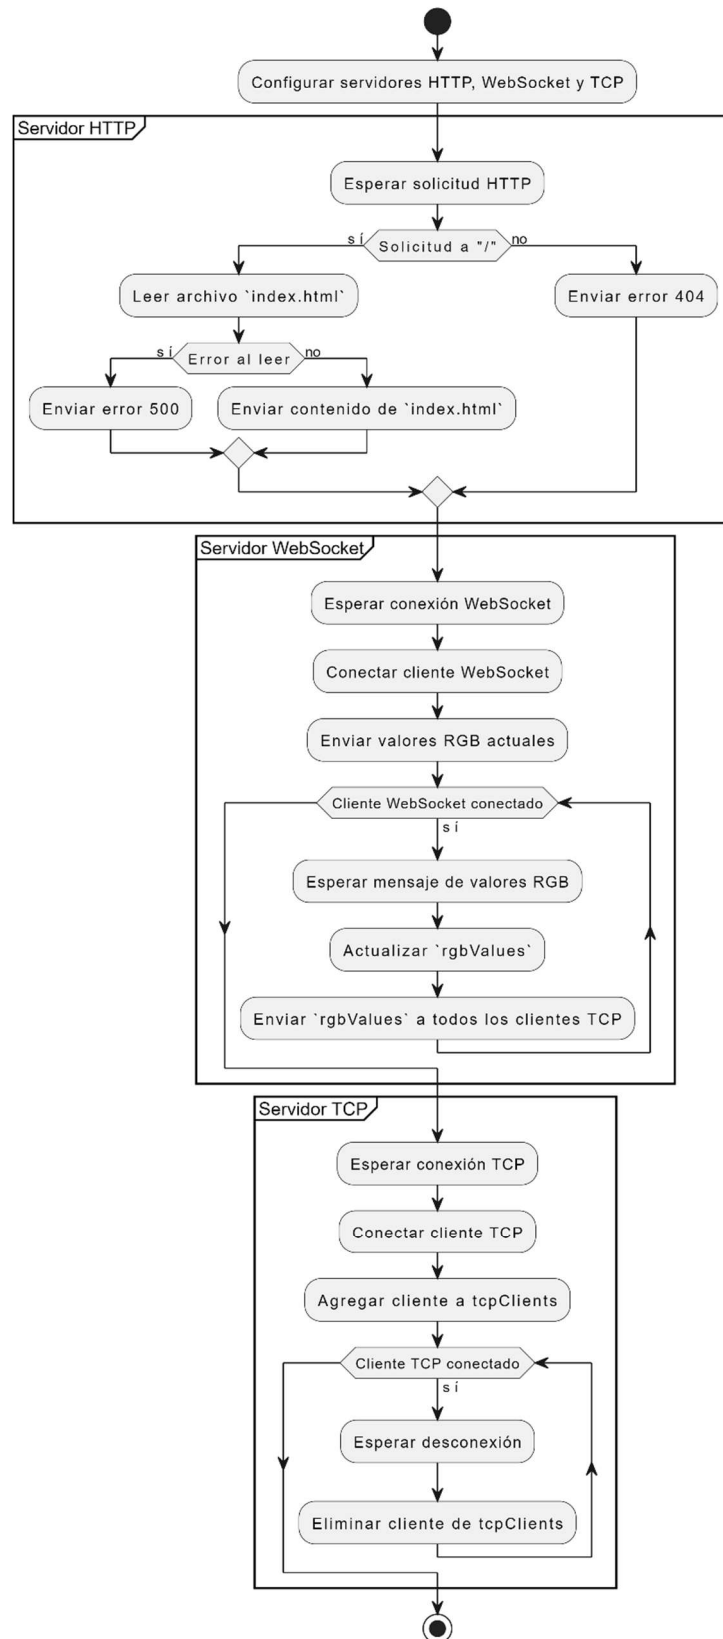 Configurar servidores HTTP, WebSocket y TCP
Servidor HTTP
Esperar solicitud HTTP
sí
Solicitud a "/"
no
Leer archivo `index.html`
Enviar error 404
sí
Error al leer
no
Enviar error 500
Enviar contenido de `index.html`
Servidor WebSocket
Esperar conexión WebSocket
Conectar cliente WebSocket
Enviar valores RGB actuales
Cliente WebSocket conectado
sí
Esperar mensaje de valores RGB
Actualizar `rgbValues`
Enviar `rgbValues` a todos los clientes TCP
Servidor TCP
Esperar conexión TCP
Conectar cliente TCP
Agregar cliente a tcpClients
Cliente TCP conectado
sí
Esperar desconexión
Eliminar cliente de tcpClients